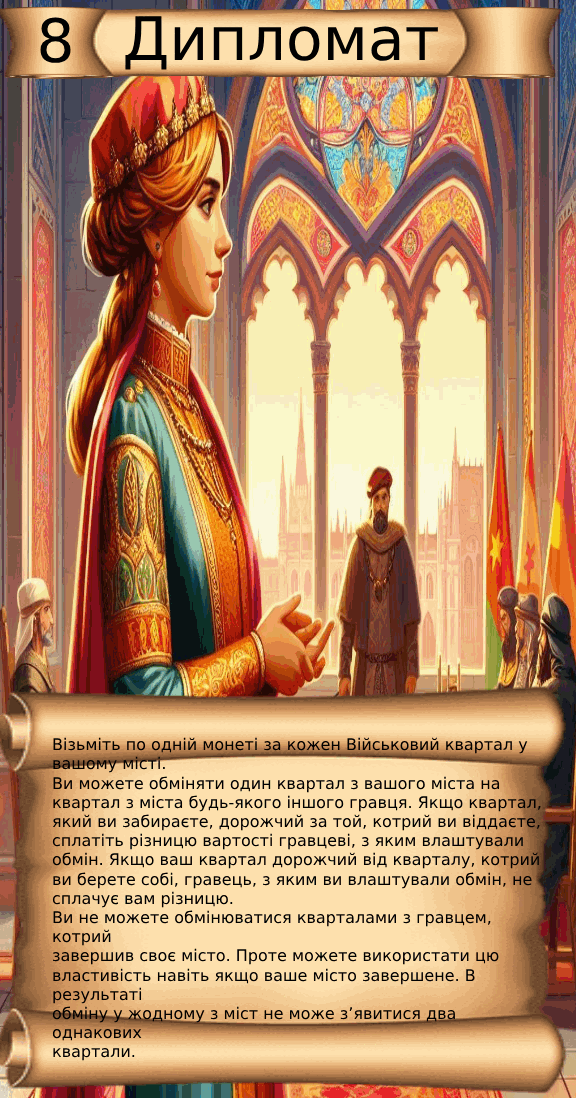 8 Дипломат
Візьміть по одній монеті за кожен Військовий квартал у
вашому місті.
Ви можете обміняти один квартал з вашого міста на
квартал з міста будь-якого іншого гравця. Якщо квартал,
який ви забираєте, дорожчий за той, котрий ви віддаєте,
сплатіть різницю вартості гравцеві, з яким влаштували
обмін. Якщо ваш квартал дорожчий від кварталу, котрий
ви берете собі, гравець, з яким ви влаштували обмін, не
сплачує вам різницю.
Ви не можете обмінюватися кварталами з гравцем,
котрий
завершив своє місто. Проте можете використати цю
властивість навіть якщо ваше місто завершене. В
результаті
обміну у жодному з міст не може з’явитися два
однакових
квартали.